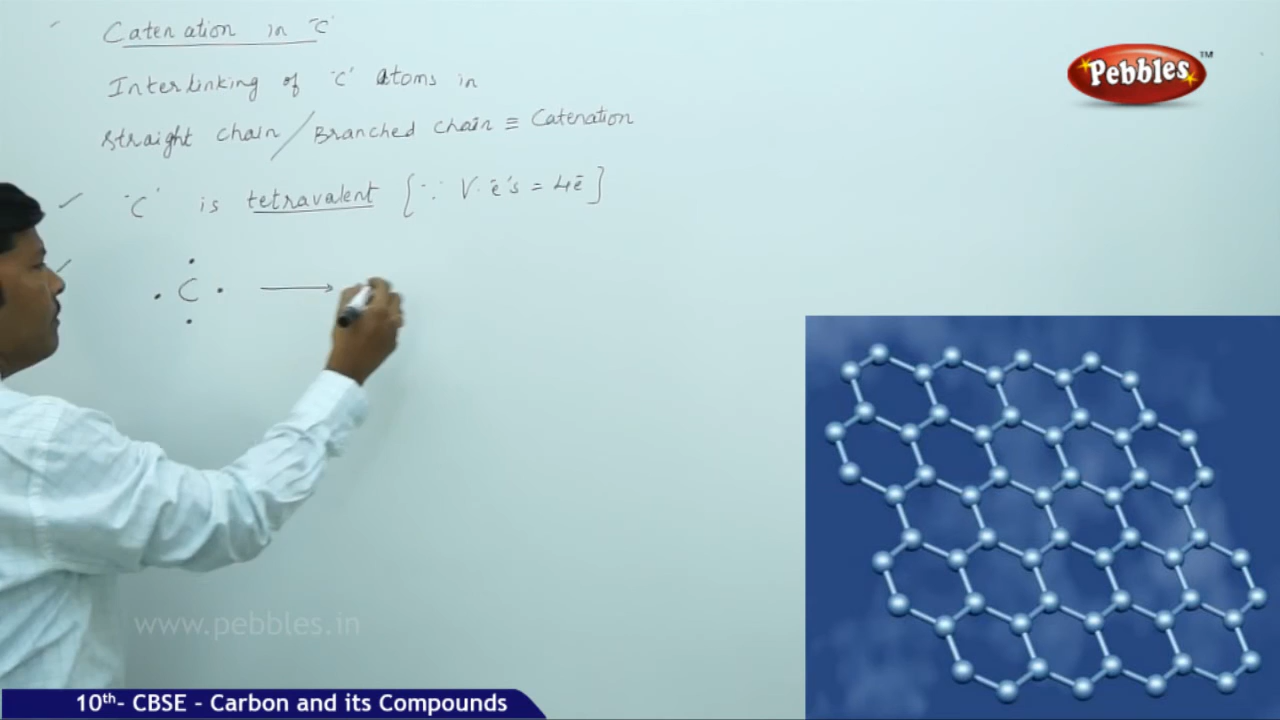 Catenation in "C"
Pebbles™
Interlinking of "C" atoms in
straight chain / Branched chain ≡ Catenation
"C" is tetravalent [∵ V.ē's = 4ē]
C →
www.pebbles.in
10th- CBSE - Carbon and its Compounds